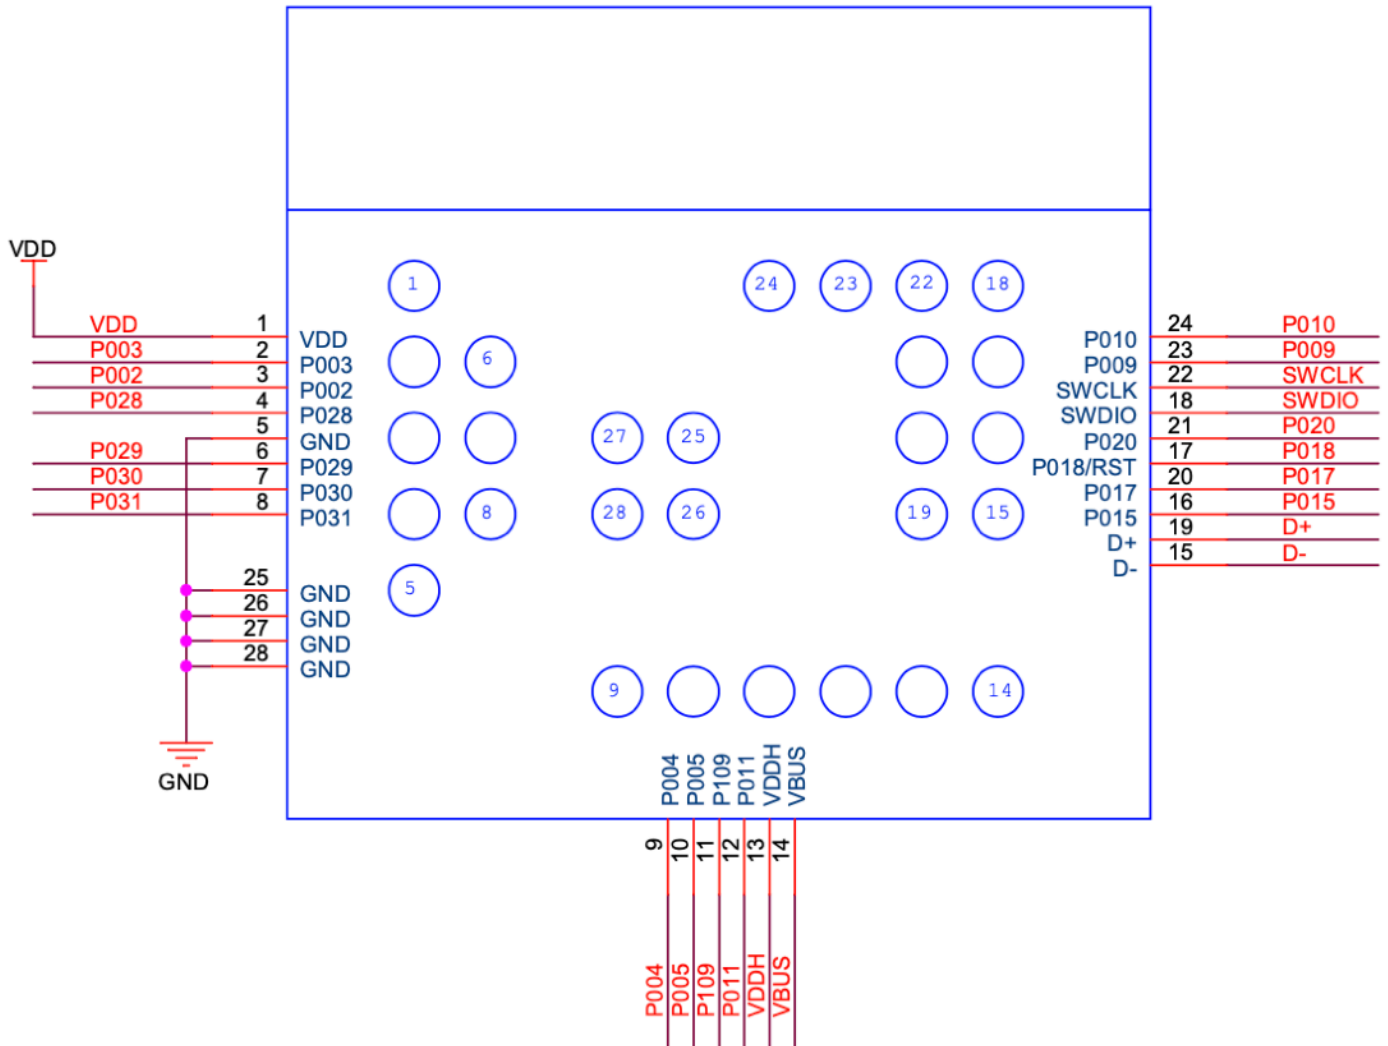 VDD
VDD 1 VDD
P003 2 P003
P002 3 P002
P028 4 P028
5 GND
P029 6 P029
P030 7 P030
P031 8 P031
25 GND
26 GND
27 GND
28 GND
GND
1 24 23 22 18
6
27 25
8 28 26 19 15
5
9 14
P010 24 P010
P009 23 P009
SWCLK 22 SWCLK
SWDIO 18 SWDIO
P020 21 P020
P018/RST 17 P018
P017 20 P017
P015 16 P015
D+ 19 D+
D- 15 D-
P004 9 P004
P005 10 P005
P109 11 P109
P011 12 P011
VDDH 13 VDDH
VBUS 14 VBUS